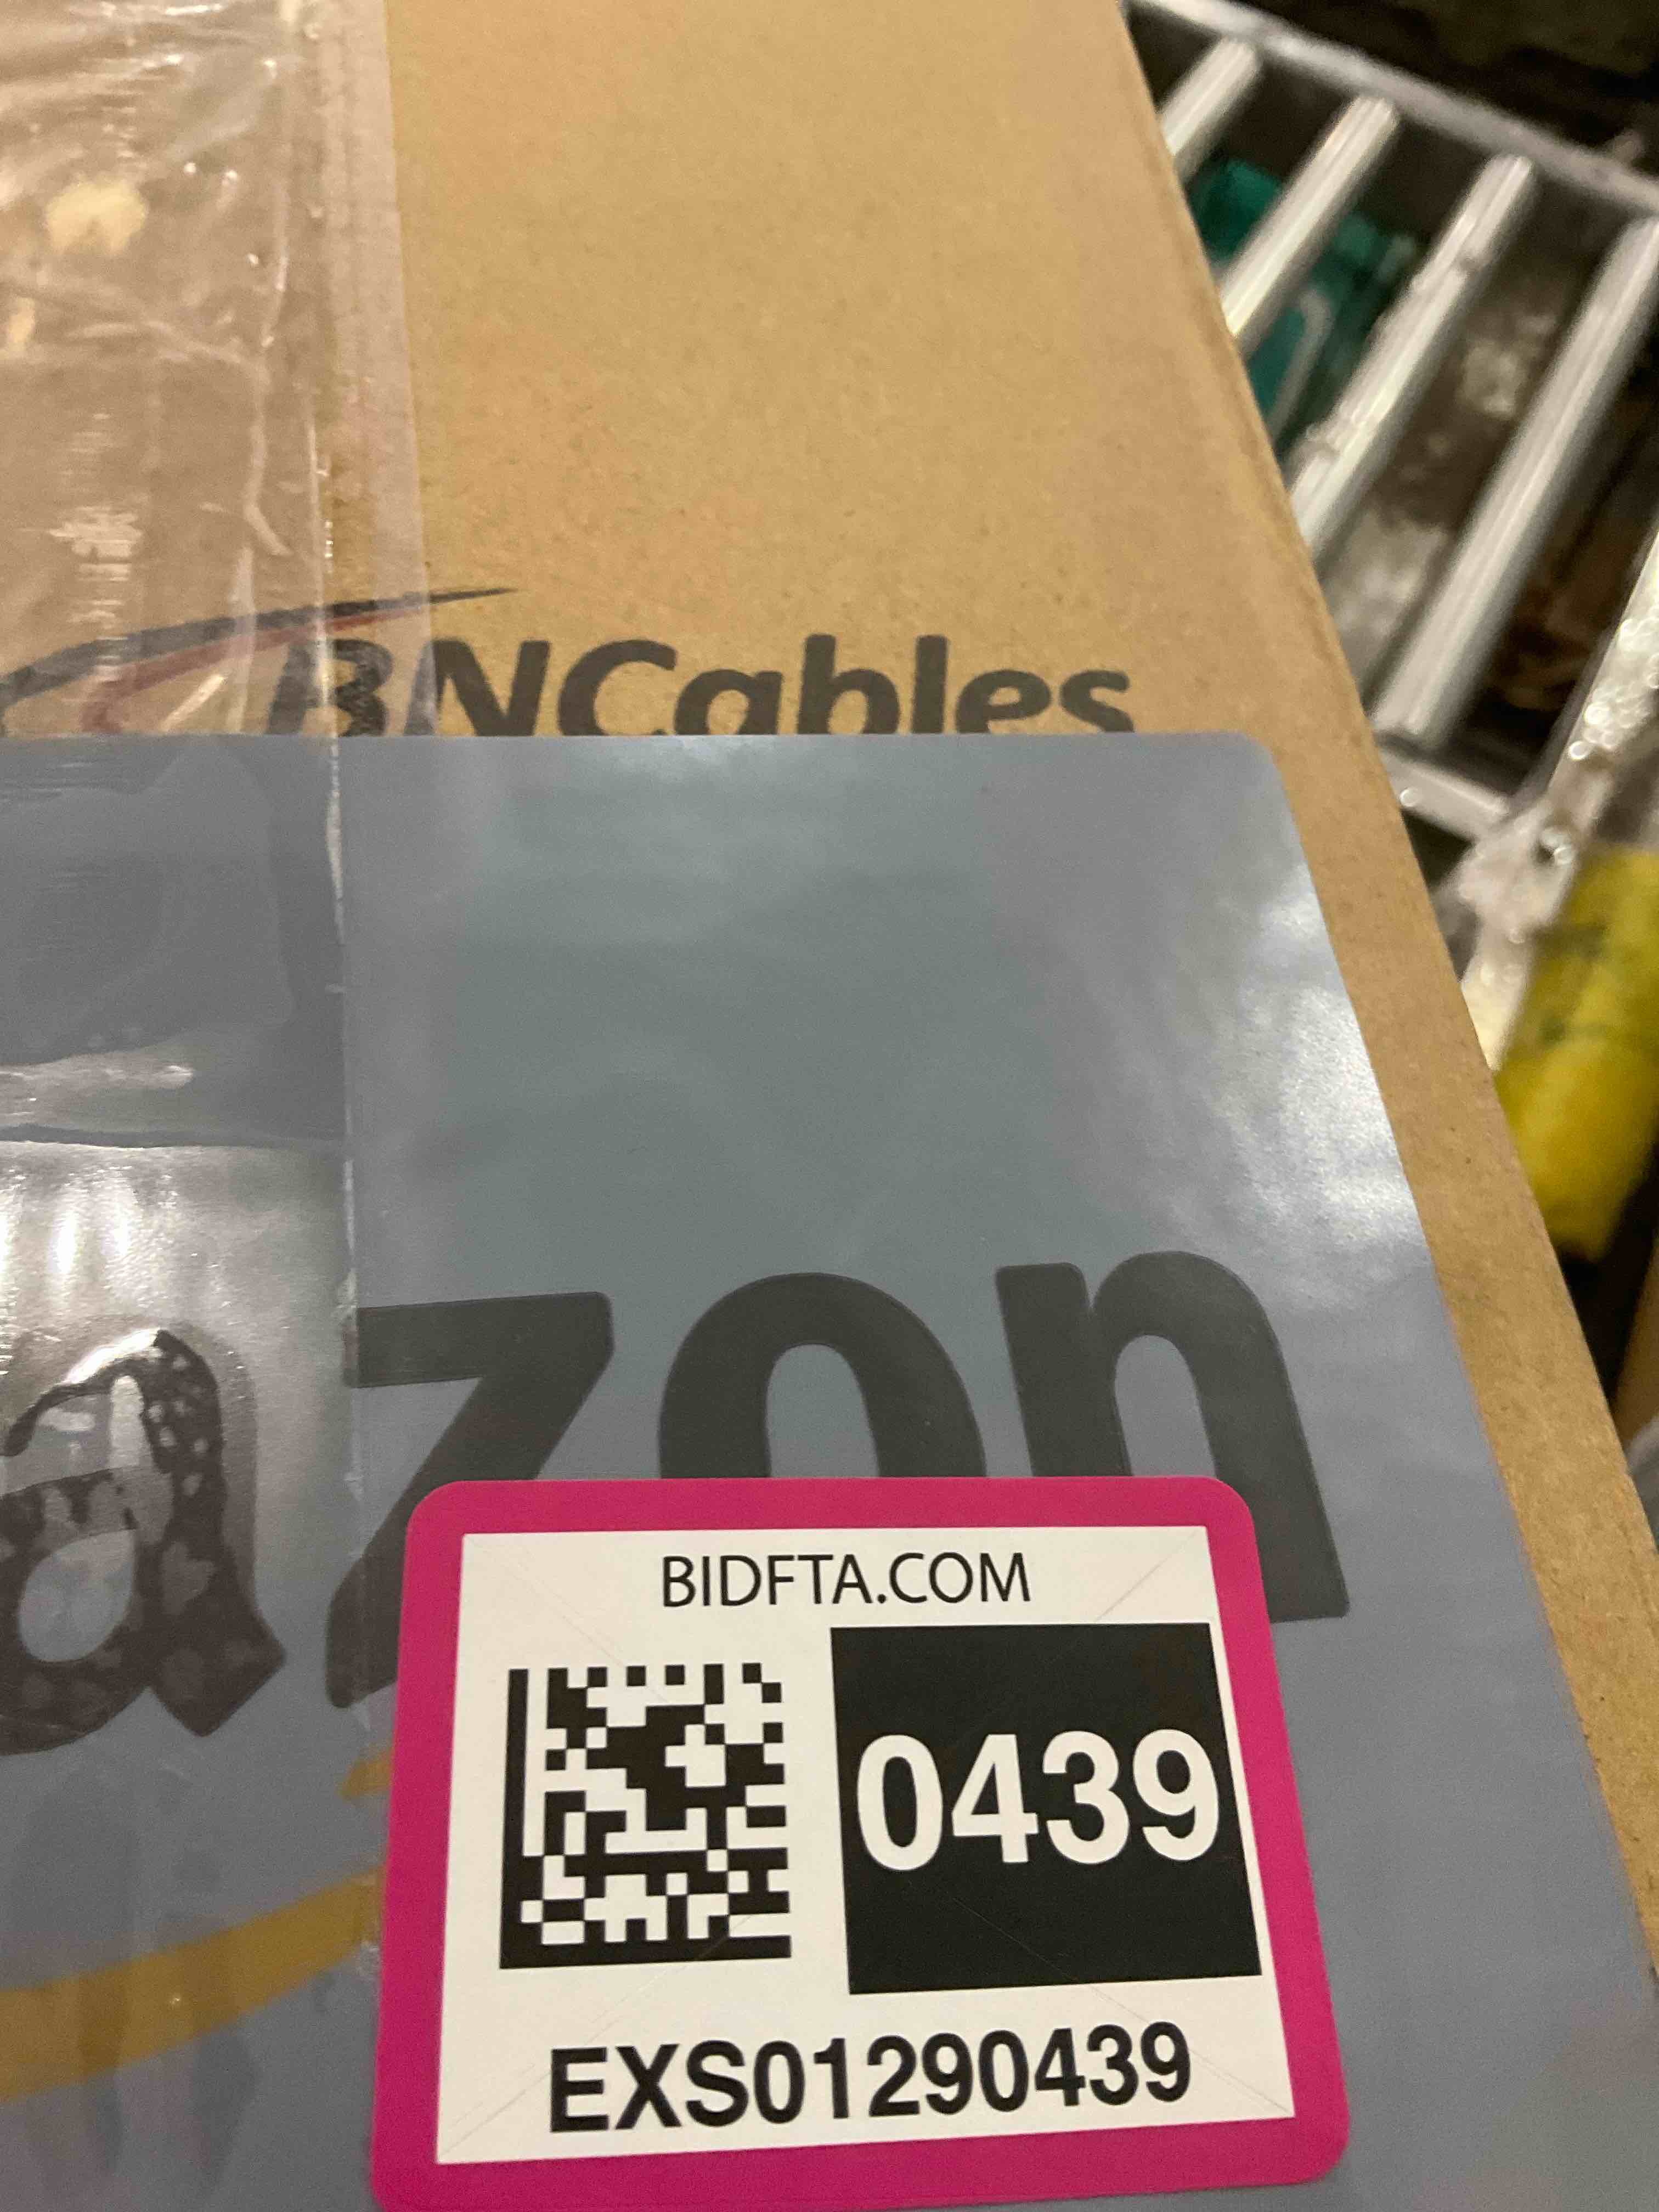 BNCables
azon
BIDFTA.COM
0439
EXS01290439